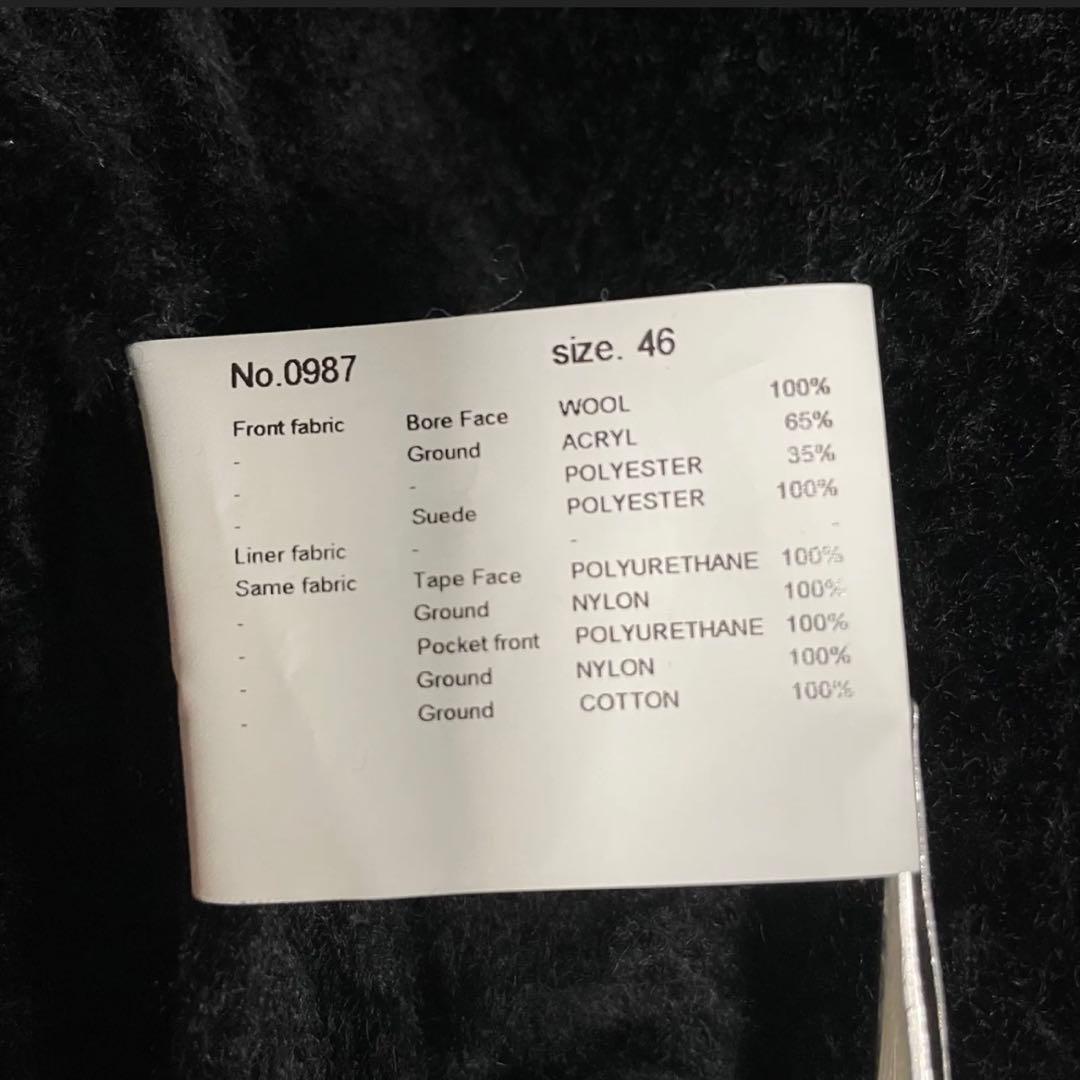 No.0987 size. 46
Front fabric Bore Face WOOL 100%
- Ground ACRYL 65%
- - POLYESTER 35%
- Suede POLYESTER 100%
Liner fabric - - -
Same fabric Tape Face POLYURETHANE 100%
- Ground NYLON 100%
- Pocket front POLYURETHANE 100%
- Ground NYLON 100%
- Ground COTTON 100%